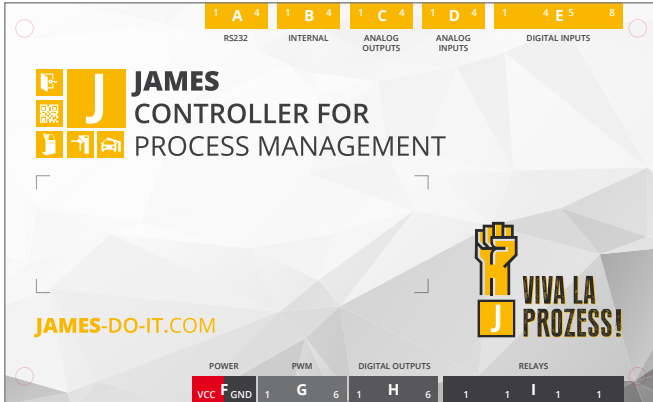 1 A 4 1 B 4 1 C 4 1 D 4 1 4 E 5 8
RS232 INTERNAL ANALOG OUTPUTS ANALOG INPUTS DIGITAL INPUTS
J JAMES
CONTROLLER FOR
PROCESS MANAGEMENT
VIVA LA
J PROZESS!
JAMES-DO-IT.COM
POWER PWM DIGITAL OUTPUTS RELAYS
VCC F GND 1 G 6 1 H 6 1 1 I 1 1